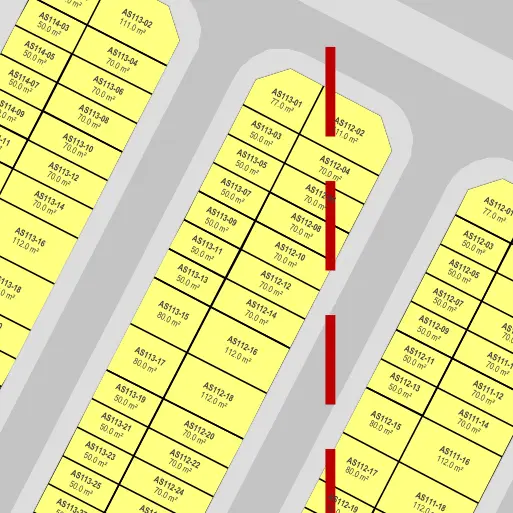 AS114-03
50.0 m²
AS114-05
50.0 m²
AS114-07
50.0 m²
AS113-02
111.0 m²
AS113-04
70.0 m²
AS113-06
70.0 m²
AS113-08
70.0 m²
AS113-10
70.0 m²
AS113-12
70.0 m²
AS113-14
70.0 m²
AS113-16
112.0 m²
AS113-01
77.0 m²
AS113-03
50.0 m²
AS113-05
50.0 m²
AS113-07
50.0 m²
AS113-09
50.0 m²
AS113-11
50.0 m²
AS113-13
50.0 m²
AS113-15
80.0 m²
AS113-17
80.0 m²
AS113-19
50.0 m²
AS113-21
50.0 m²
AS113-23
50.0 m²
AS113-25
50.0 m²
AS112-02
AS112-04
70.0 m²
AS112-08
70.0 m²
AS112-10
70.0 m²
AS112-12
70.0 m²
AS112-14
70.0 m²
AS112-16
112.0 m²
AS112-18
112.0 m²
AS112-20
70.0 m²
AS112-22
70.0 m²
AS112-24
70.0 m²
AS112-01
77.0 m²
AS112-03
50.0 m²
AS112-05
50.0 m²
AS112-07
50.0 m²
AS112-09
50.0 m²
AS112-11
50.0 m²
AS112-13
50.0 m²
AS112-15
80.0 m²
AS112-17
80.0 m²
AS112-19
AS111-12
70.0 m²
AS111-14
70.0 m²
AS111-16
112.0 m²
AS111-18
112.0 m²